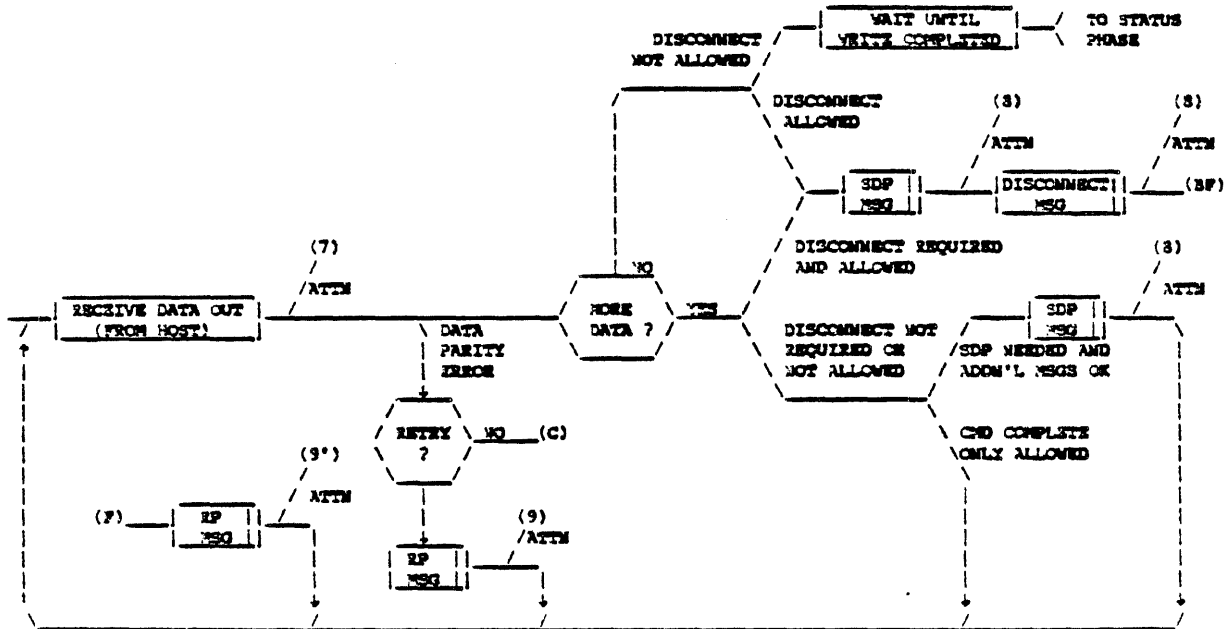 WAIT UNTIL
WRITE COMPLETED
TO STATUS
PHASE
DISCONNECT
NOT ALLOWED
DISCONNECT
ALLOWED
(8)
ATTN
(8)
ATTN
SDP
MSG
DISCONNECT
MSG
(BF)
DISCONNECT REQUIRED
AND ALLOWED
(7)
ATTN
RECEIVE DATA OUT
(FROM HOST)
NO
MORE
DATA ?
YES
(8)
ATTN
SDP
MSG
DISCONNECT NOT
REQUIRED OR
NOT ALLOWED
SDP NEEDED AND
ADDN'L MSGS OK
DATA
PARITY
ERROR
RETRY
?
NO
(C)
CMD COMPLETE
ONLY ALLOWED
(9')
ATTN
(F)
RP
MSG
(9)
ATTN
RP
MSG